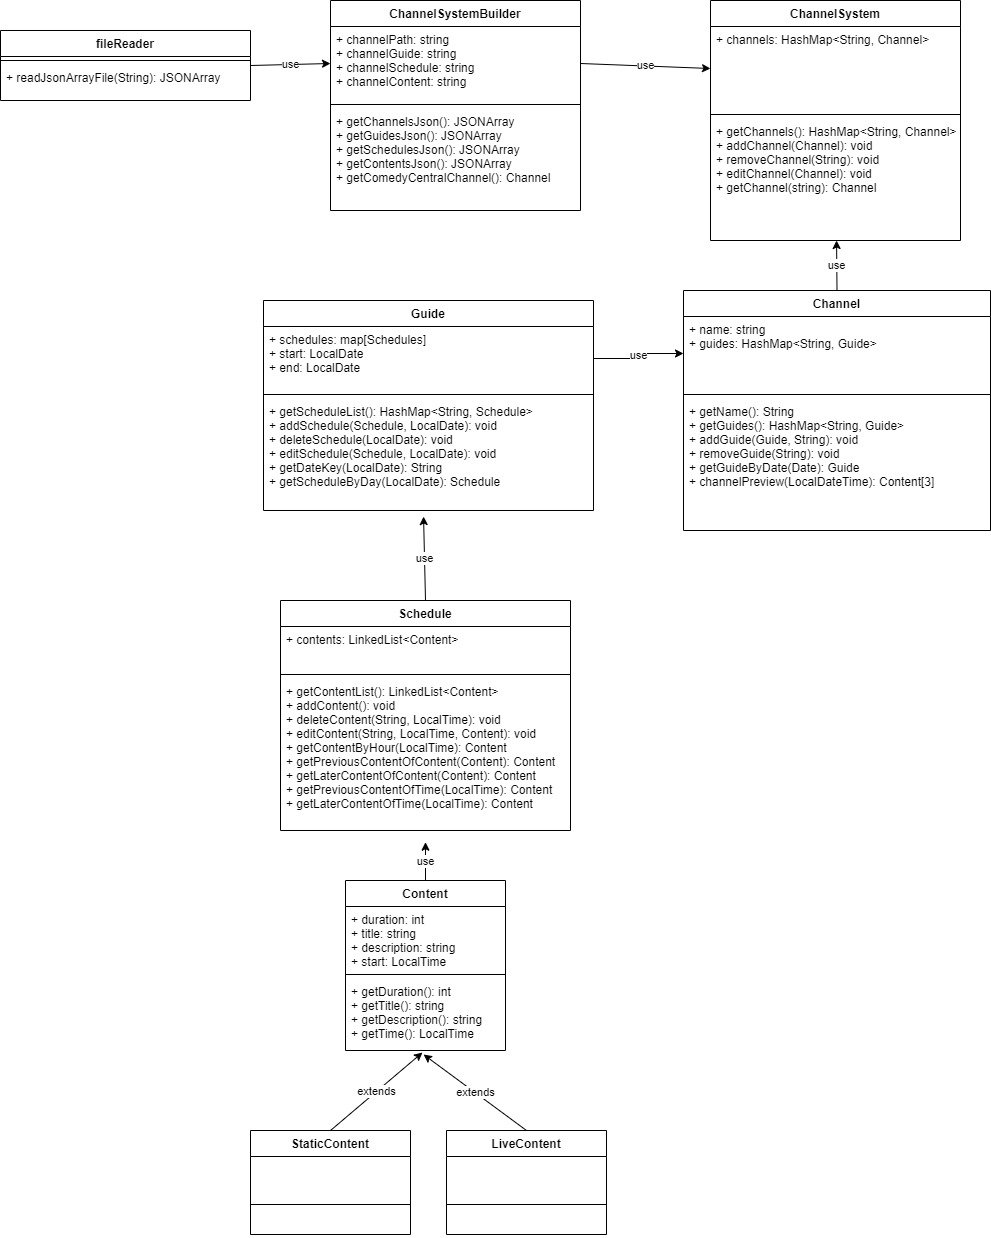 fileReader
+ readJsonArrayFile(String): JSONArray
use
ChannelSystemBuilder
+ channelPath: string
+ channelGuide: string
+ channelSchedule: string
+ channelContent: string
+ getChannelsJson(): JSONArray
+ getGuidesJson(): JSONArray
+ getSchedulesJson(): JSONArray
+ getContentsJson(): JSONArray
+ getComedyCentralChannel(): Channel
use
ChannelSystem
+ channels: HashMap<String, Channel>
+ getChannels(): HashMap<String, Channel>
+ addChannel(Channel): void
+ removeChannel(String): void
+ editChannel(Channel): void
+ getChannel(string): Channel
use
Guide
+ schedules: map[Schedules]
+ start: LocalDate
+ end: LocalDate
+ getScheduleList(): HashMap<String, Schedule>
+ addSchedule(Schedule, LocalDate): void
+ deleteSchedule(LocalDate): void
+ editSchedule(Schedule, LocalDate): void
+ getDateKey(LocalDate): String
+ getScheduleByDay(LocalDate): Schedule
use
Channel
+ name: string
+ guides: HashMap<String, Guide>
+ getName(): String
+ getGuides(): HashMap<String, Guide>
+ addGuide(Guide, String): void
+ removeGuide(String): void
+ getGuideByDate(Date): Guide
+ channelPreview(LocalDateTime): Content[3]
use
Schedule
+ contents: LinkedList<Content>
+ getContentList(): LinkedList<Content>
+ addContent(): void
+ deleteContent(String, LocalTime): void
+ editContent(String, LocalTime, Content): void
+ getContentByHour(LocalTime): Content
+ getPreviousContentOfContent(Content): Content
+ getLaterContentOfContent(Content): Content
+ getPreviousContentOfTime(LocalTime): Content
+ getLaterContentOfTime(LocalTime): Content
use
Content
+ duration: int
+ title: string
+ description: string
+ start: LocalTime
+ getDuration(): int
+ getTitle(): string
+ getDescription(): string
+ getTime(): LocalTime
extends
extends
StaticContent
LiveContent